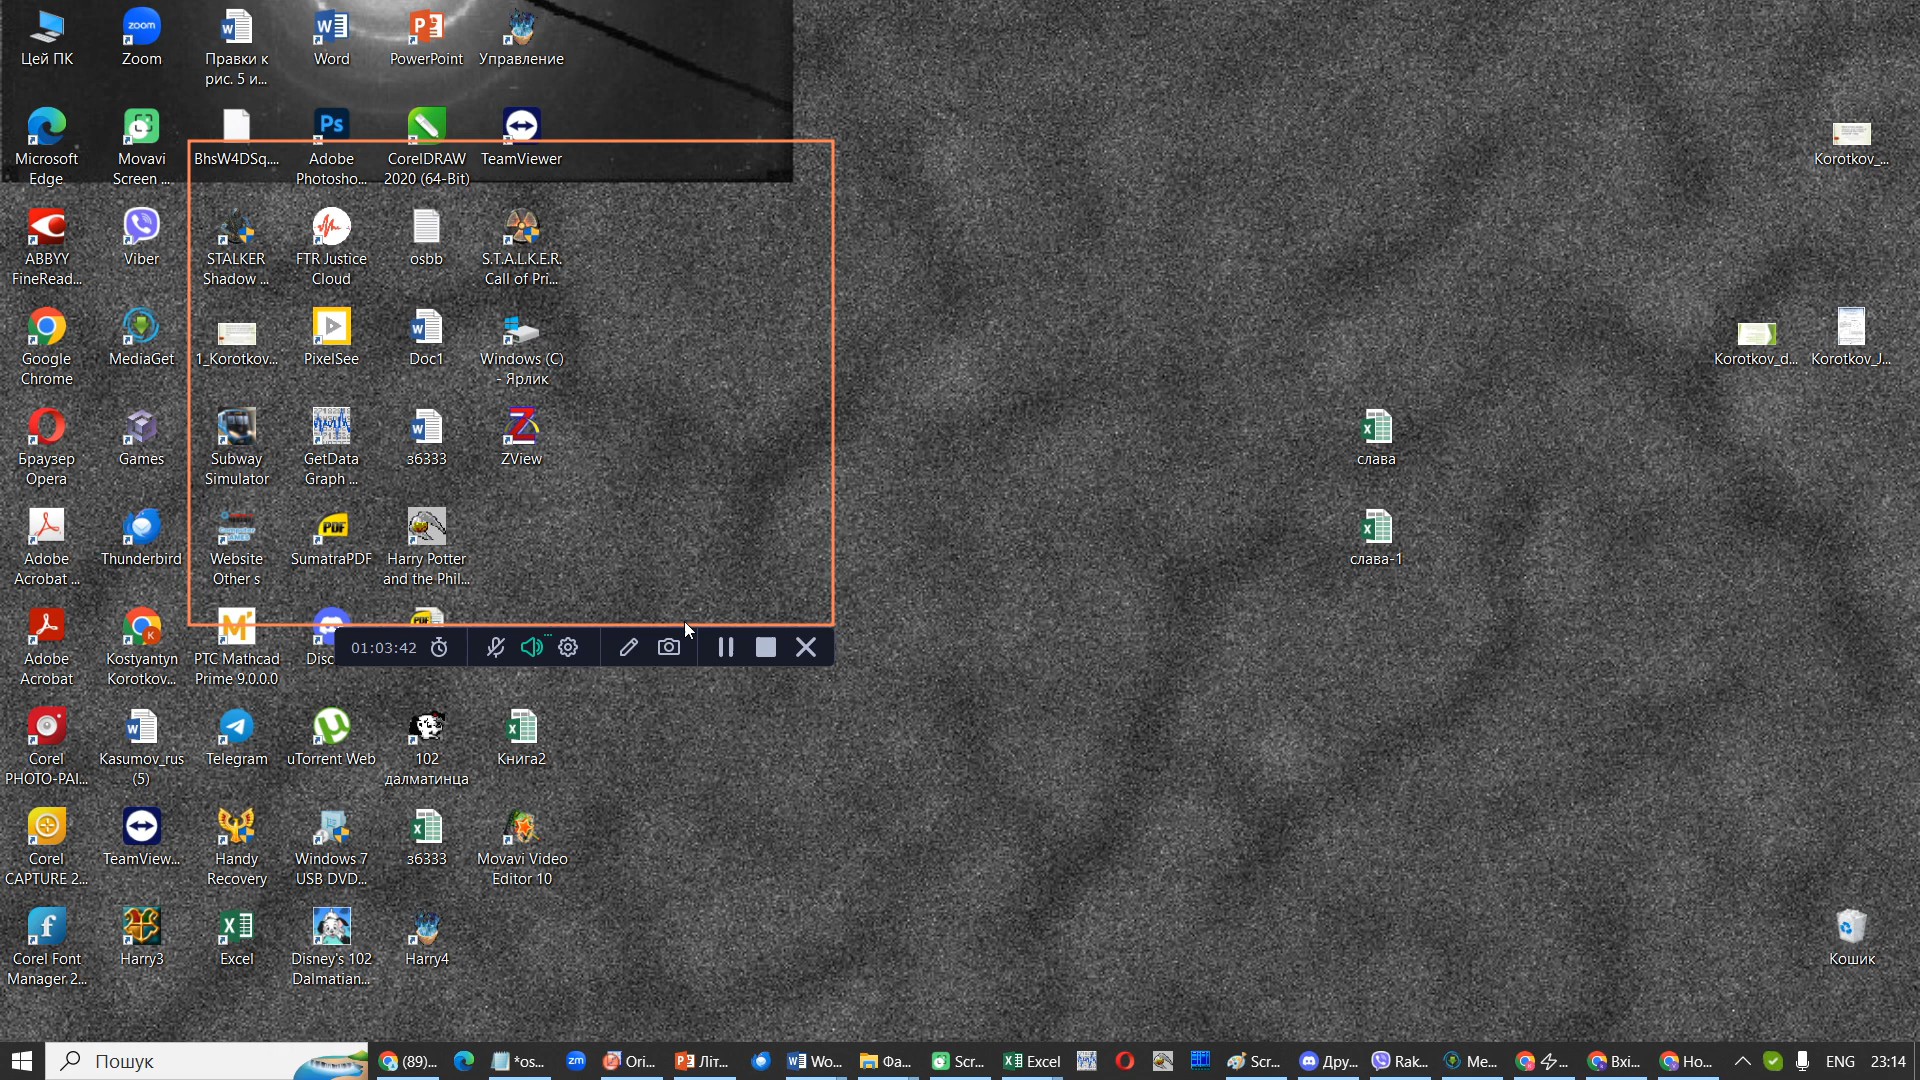 Цей ПК
Zoom
Правки к
рис. 5 и...
Word
PowerPoint
Управление
Microsoft
Edge
Movavi
Screen ...
BhsW4DSq....
Adobe
Photosho...
CorelDRAW
2020 (64-Bit)
TeamViewer
Korotkov_...
ABBYY
FineRead...
Viber
STALKER
Shadow ...
FTR Justice
Cloud
osbb
S.T.A.L.K.E.R.
Call of Pri...
Google
Chrome
MediaGet
1_Korotkov...
PixelSee
Doc1
Windows (C)
- Ярлик
Korotkov_d...
Korotkov_J...
Браузер
Opera
Games
Subway
Simulator
GetData
Graph ...
з6333
ZView
слава
Adobe
Acrobat ...
Thunderbird
Website
Other s
SumatraPDF
Harry Potter
and the Phil...
слава-1
Adobe
Acrobat
Kostyantyn
Korotkov...
PTC Mathcad
Prime 9.0.0.0
Disc
01:03:42
Corel
PHOTO-PAI...
Kasumov_rus
(5)
Telegram
uTorrent Web
102
далматинца
Книга2
Corel
CAPTURE 2...
TeamView...
Handy
Recovery
Windows 7
USB DVD...
з6333
Movavi Video
Editor 10
Corel Font
Manager 2...
Harry3
Excel
Disney's 102
Dalmatian...
Harry4
Кошик
Пошук
(89)...
*os...
zm
Ori...
Літ...
Wo...
Фа...
Scr...
Excel
Scr...
Дру...
Rak...
Me...
Вхі...
Но...
ENG
23:14